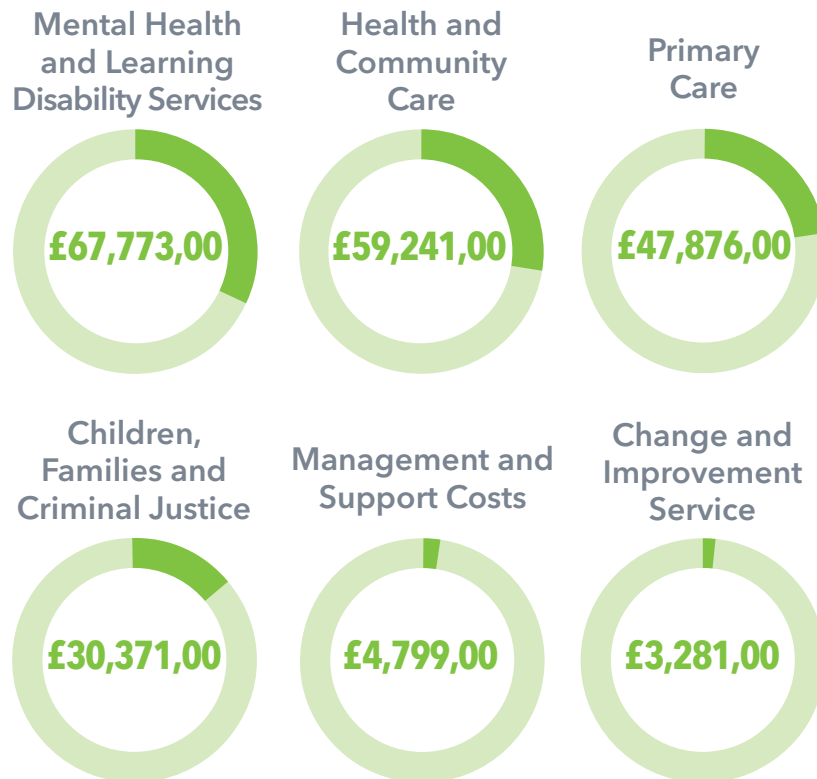 Mental Health
and Learning
Disability Services
£67,773,00
Health and
Community
Care
£59,241,00
Primary
Care
£47,876,00
Children,
Families and
Criminal Justice
£30,371,00
Management and
Support Costs
£4,799,00
Change and
Improvement
Service
£3,281,00